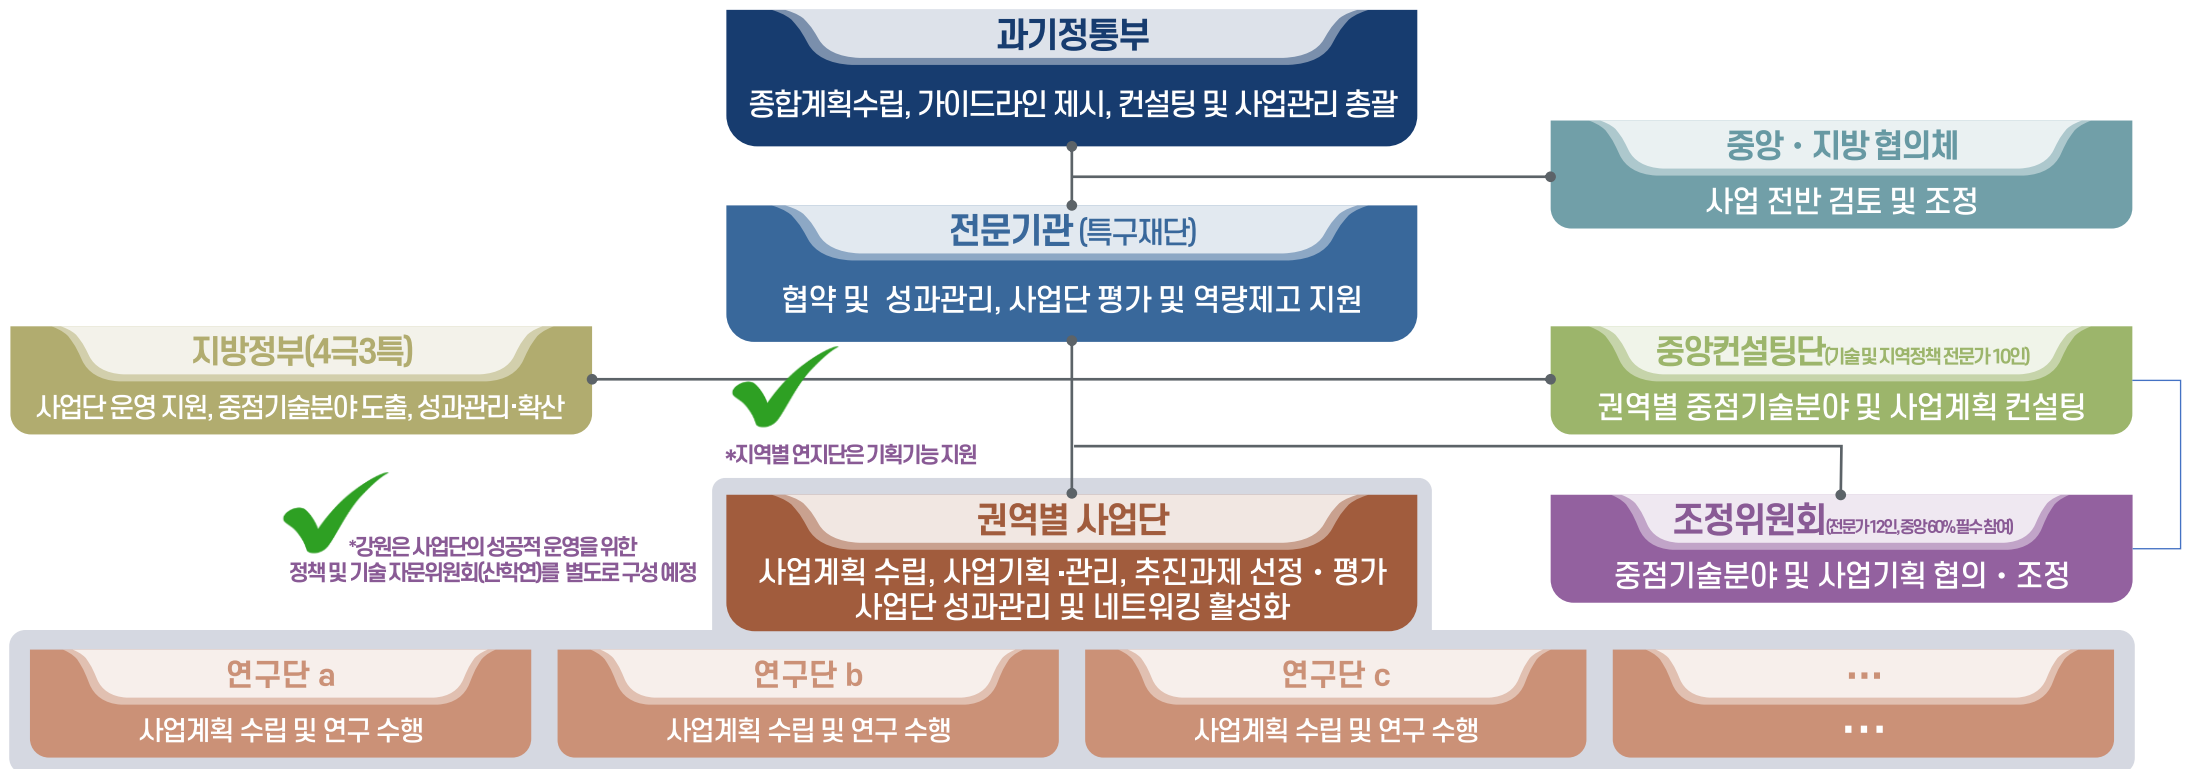 과기정통부
종합계획수립, 가이드라인 제시, 컨설팅 및 사업관리 총괄
중앙・지방 협의체
사업 전반 검토 및 조정
전문기관 (특구재단)
협약 및 성과관리, 사업단 평가 및 역량제고 지원
지방정부(4극3특)
사업단 운영 지원, 중점기술분야 도출, 성과관리·확산
중앙컨설팅단(기술 및 지역정책 전문가 10인)
권역별 중점기술분야 및 사업계획 컨설팅
*지역별 연지단은 기획기능 지원
*강원은 사업단의 성공적 운영을 위한
정책 및 기술 자문위원회(산학연)를 별도로 구성 예정
권역별 사업단
사업계획 수립, 사업기획·관리, 추진과제 선정・평가
사업단 성과관리 및 네트워킹 활성화
조정위원회(전문가 12인, 중앙 60% 필수 참여)
중점기술분야 및 사업기획 협의・조정
연구단 a
사업계획 수립 및 연구 수행
연구단 b
사업계획 수립 및 연구 수행
연구단 c
사업계획 수립 및 연구 수행
…
…